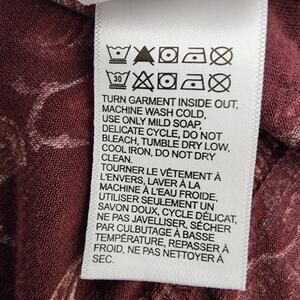 30
TURN GARMENT INSIDE OUT,
MACHINE WASH COLD,
USE ONLY MILD SOAP,
DELICATE CYCLE, DO NOT
BLEACH, TUMBLE DRY LOW,
COOL IRON, DO NOT DRY
CLEAN.
TOURNER LE VÊTEMENT À
L'ENVERS, LAVER À LA
MACHINE À L'EAU FROIDE,
UTILISER SEULEMENT UN
SAVON DOUX, CYCLE DÉLICAT,
NE PAS JAVELLISER, SÉCHER
PAR CULBUTAGE À BASSE
TEMPÉRATURE, REPASSER À
FROID, NE PAS NETTOYER À
SEC.